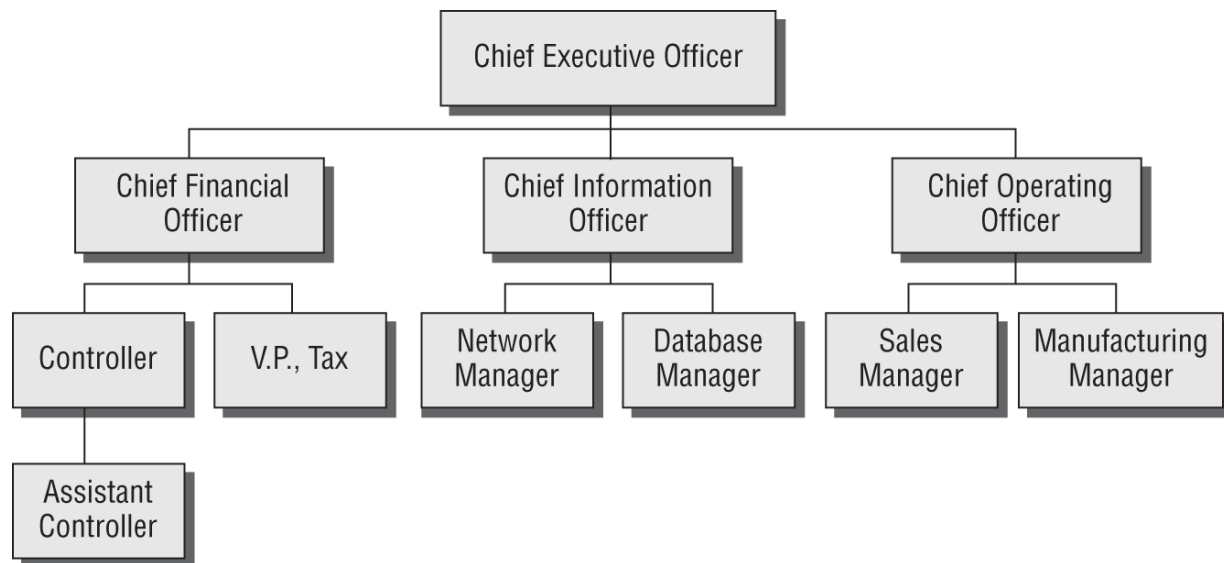 Chief Executive Officer
Chief Financial
Officer
Chief Information
Officer
Chief Operating
Officer
Controller
V.P., Tax
Network
Manager
Database
Manager
Sales
Manager
Manufacturing
Manager
Assistant
Controller